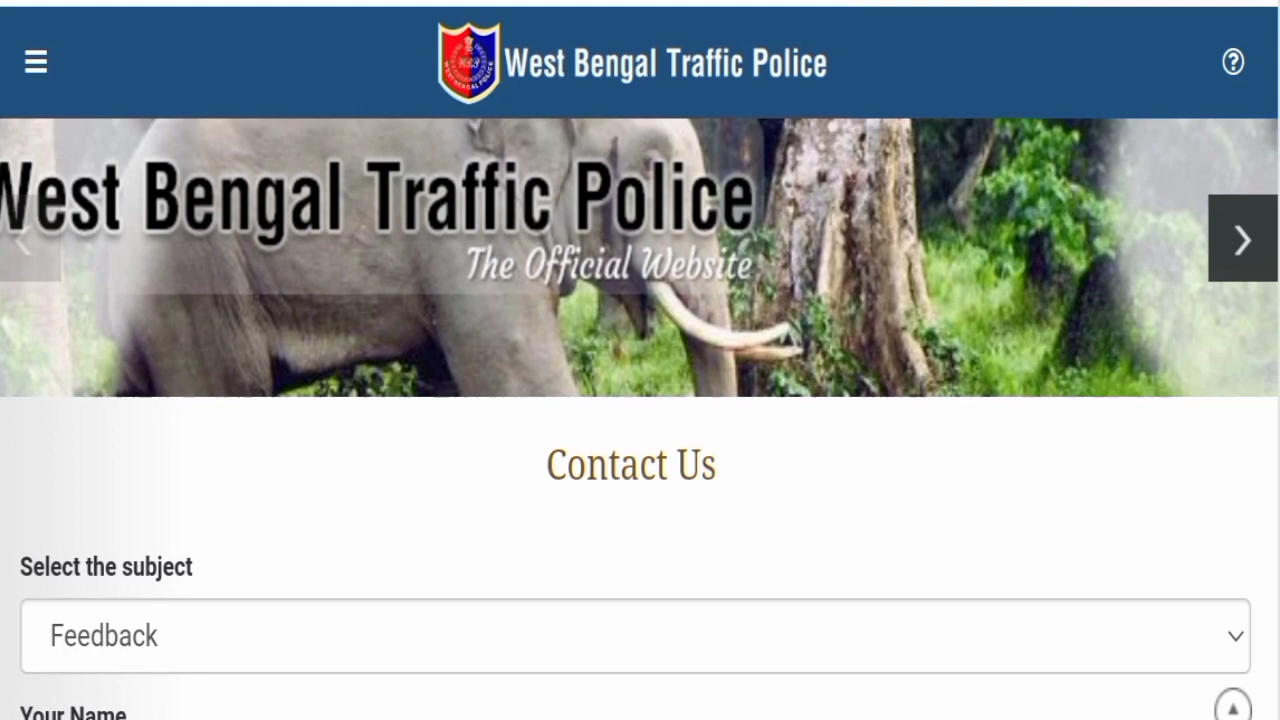 West Bengal Traffic Police
West Bengal Traffic Police
The Official Website
Contact Us
Select the subject
Feedback
Your Name